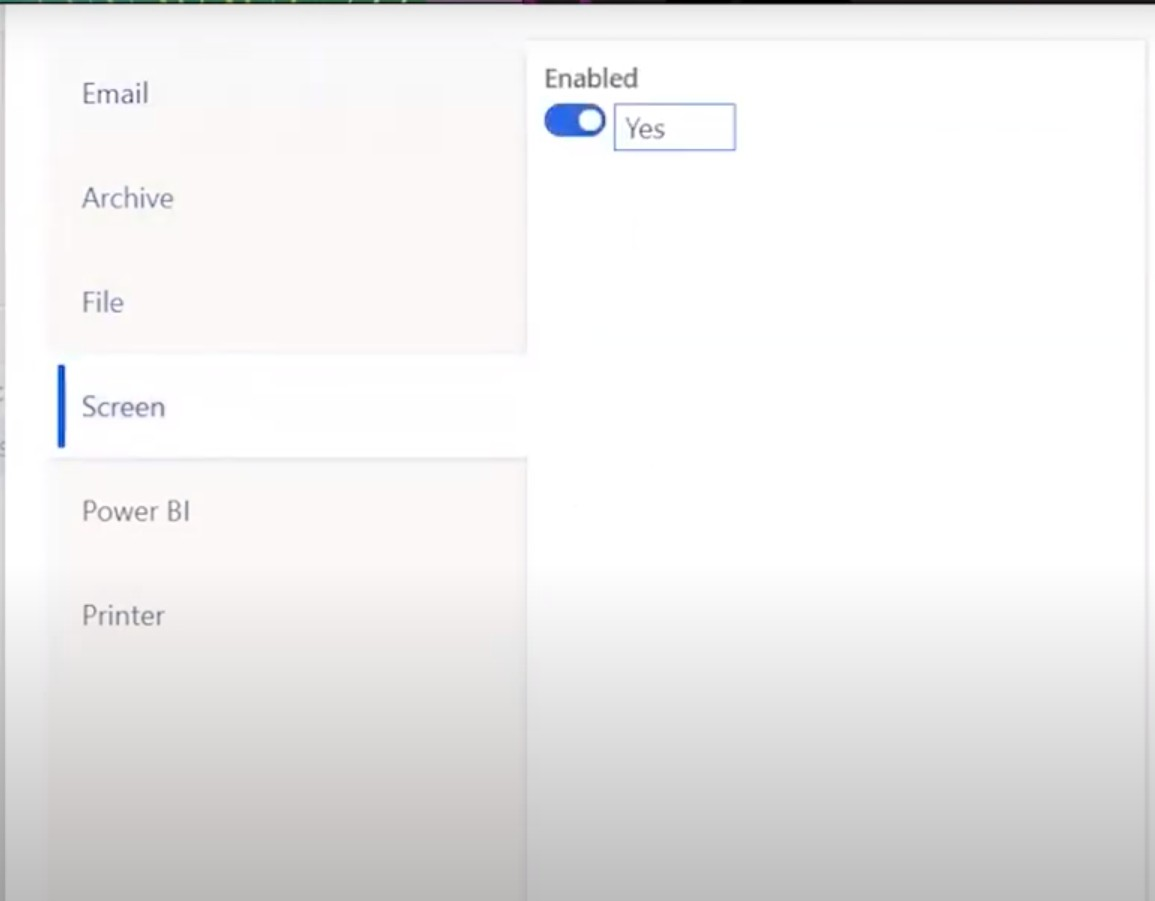 Email
Archive
File
Screen
Power BI
Printer
Enabled
Yes